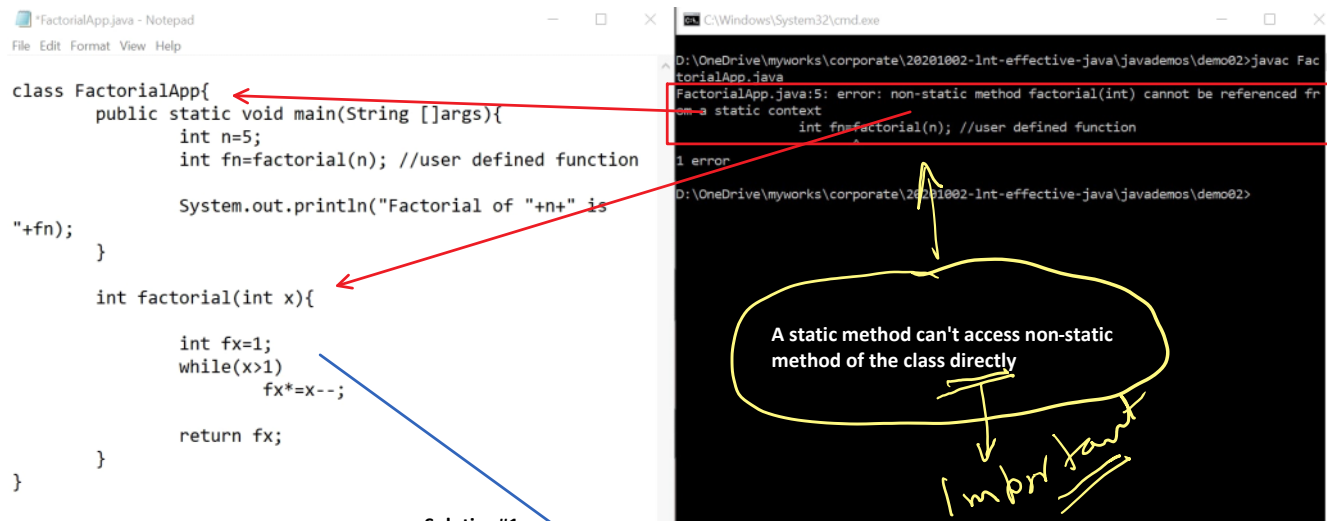 *FactorialApp.java - Notepad
File Edit Format View Help
class FactorialApp{
public static void main(String []args){
int n=5;
int fn=factorial(n); //user defined function
System.out.println("Factorial of "+n+" is
"+fn);
}
int factorial(int x){
int fx=1;
while(x>1)
fx*=x--;
return fx;
}
}
Solution#1
C:\Windows\System32\cmd.exe
D:\OneDrive\myworks\corporate\20201002-lnt-effective-java\javademos\demo02>javac Fac
torialApp.java
FactorialApp.java:5: error: non-static method factorial(int) cannot be referenced fr
om a static context
int fn=factorial(n); //user defined function
^
1 error
D:\OneDrive\myworks\corporate\20201002-lnt-effective-java\javademos\demo02>
A static method can't access non-static
method of the class directly
Important